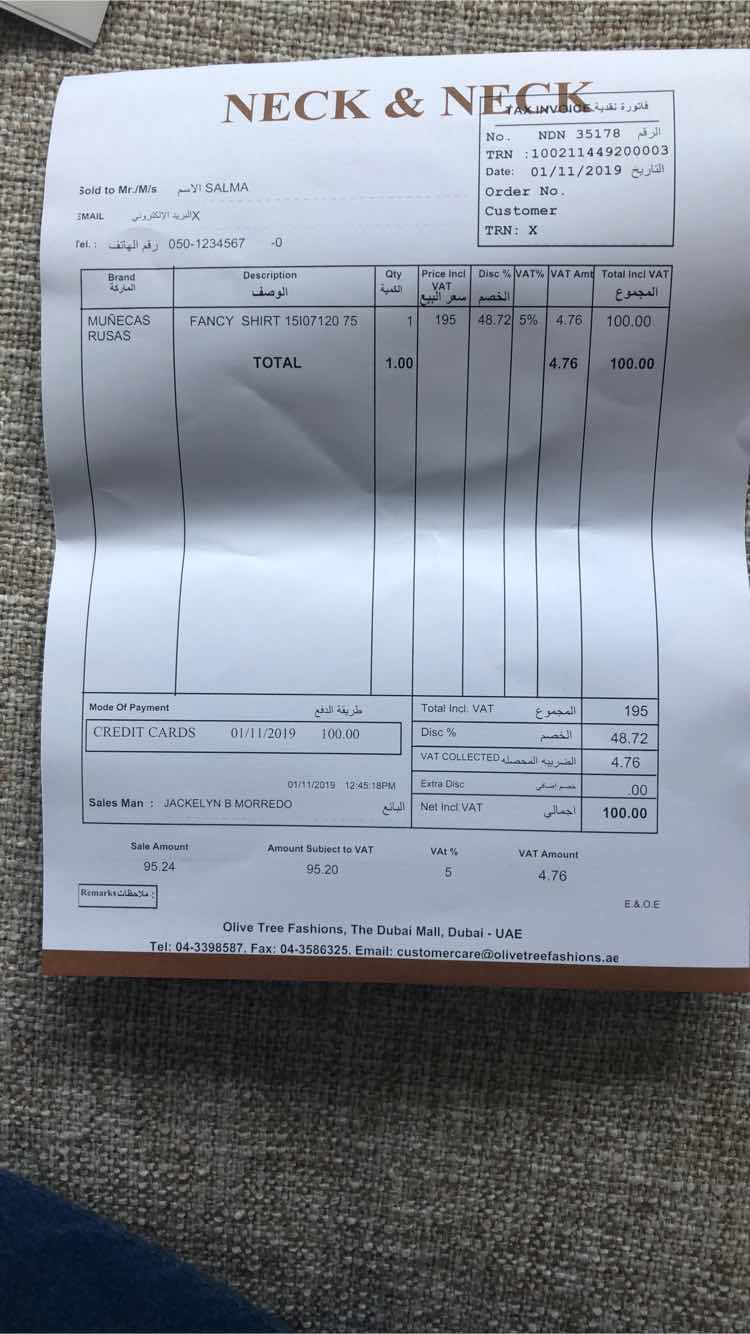 NECK & NECK
TAX INVOICE فاتورة نقدية
No. NDN 35178 الرقم
TRN :100211449200003
Date: 01/11/2019 التاريخ
Order No.
Customer
TRN: X
Sold to Mr./M/s الاسم SALMA
EMAIL البريد الإلكتروني X
Tel. : رقم الهاتف 050-1234567 -0
Brand Description Qty Price Incl VAT Disc % VAT% VAT Amt Total Incl VAT
الماركة الوصف الكمية سعر البيع الخصم المجموع
MUÑECAS RUSAS FANCY SHIRT 15I07120 75 1 195 48.72 5% 4.76 100.00
TOTAL 1.00 4.76 100.00
Mode Of Payment طريقة الدفع
CREDIT CARDS 01/11/2019 100.00
01/11/2019 12:45:18PM
Sales Man : JACKELYN B MORREDO البائع
Total Incl. VAT المجموع 195
Disc % الخصم 48.72
VAT COLLECTED الضريبه المحصله 4.76
Extra Disc خصم إضافي .00
Net Incl.VAT اجمالي 100.00
Sale Amount Amount Subject to VAT VAt % VAT Amount
95.24 95.20 5 4.76
Remarks ملاحظات :
E.&.O.E
Olive Tree Fashions, The Dubai Mall, Dubai - UAE
Tel: 04-3398587. Fax: 04-3586325. Email: customercare@olivetreefashions.ae